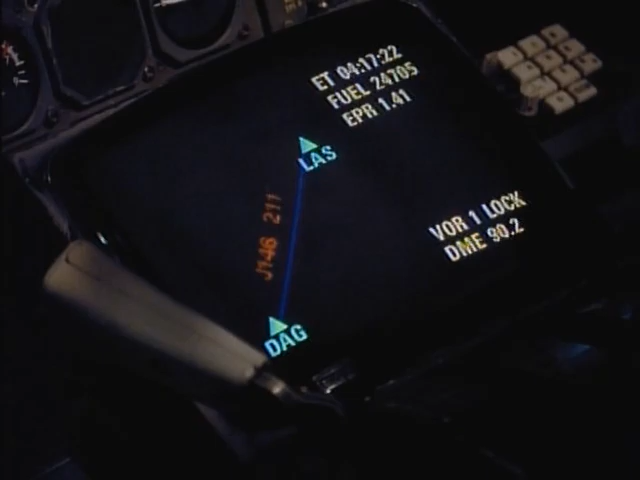 ET 04:17:22
FUEL 24705
EPR 1.41
LAS
J146 211
VOR 1 LOCK
DME 90.2
DAG